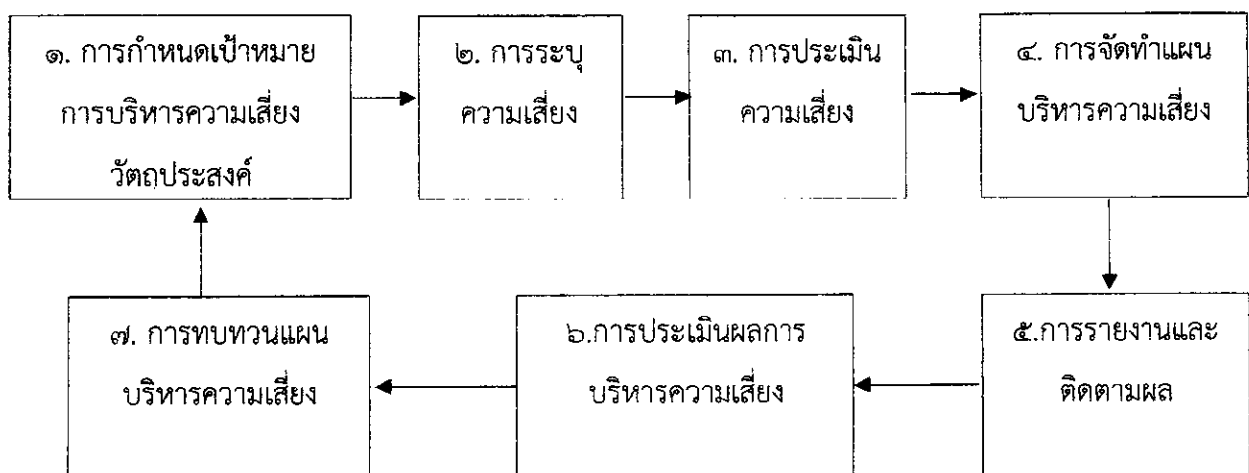 ๑. การกำหนดเป้าหมาย
การบริหารความเสี่ยง
วัตถุประสงค์
๒. การระบุ
ความเสี่ยง
๓. การประเมิน
ความเสี่ยง
๔. การจัดทำแผน
บริหารความเสี่ยง
๕.การรายงานและ
ติดตามผล
๖.การประเมินผลการ
บริหารความเสี่ยง
๗. การทบทวนแผน
บริหารความเสี่ยง